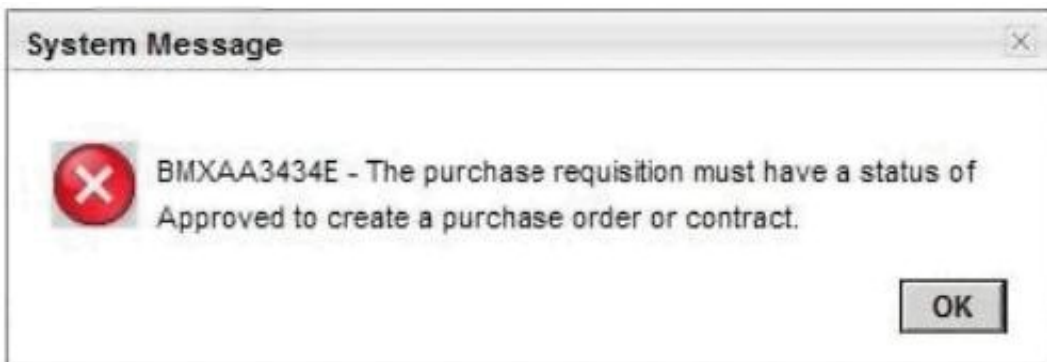 System Message
BMXAA3434E - The purchase requisition must have a status of
Approved to create a purchase order or contract.
OK